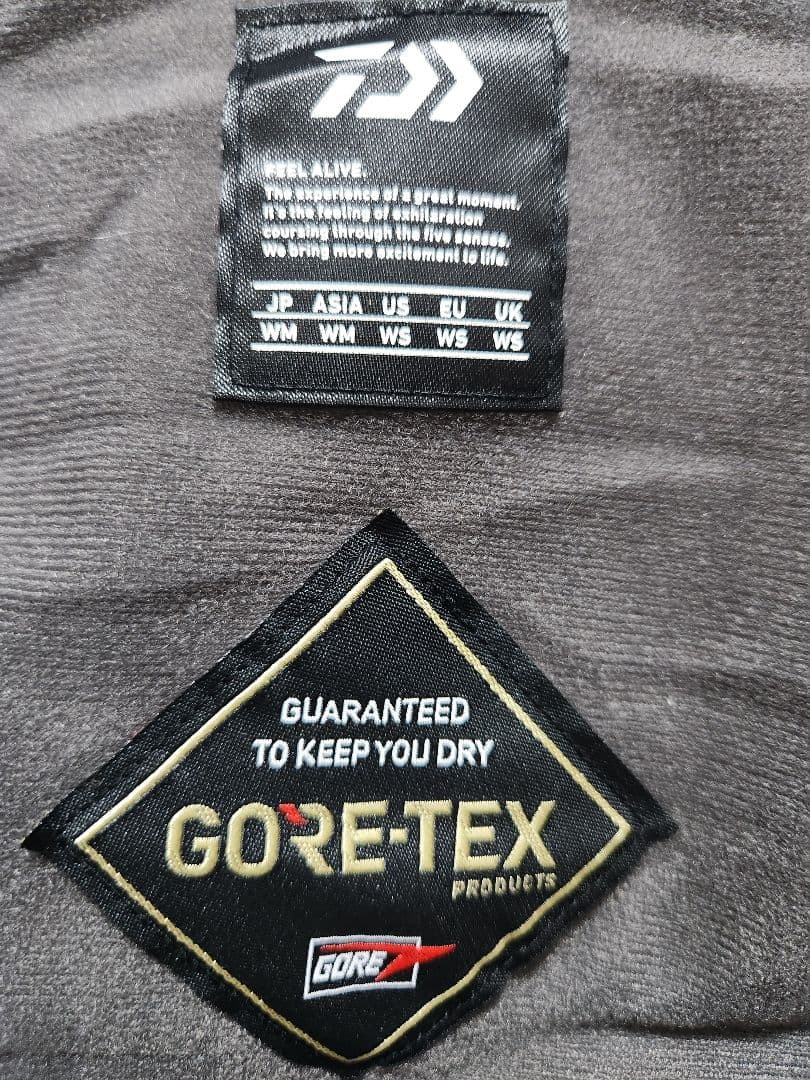 FEEL ALIVE.
The experience of a great moment.
It's the feeling of exhilaration
coursing through the five senses.
We bring more excitement to life.
JP ASIA US EU UK
WM WM WS WS WS
GUARANTEED
TO KEEP YOU DRY
GORE-TEX
PRODUCTS
GORE